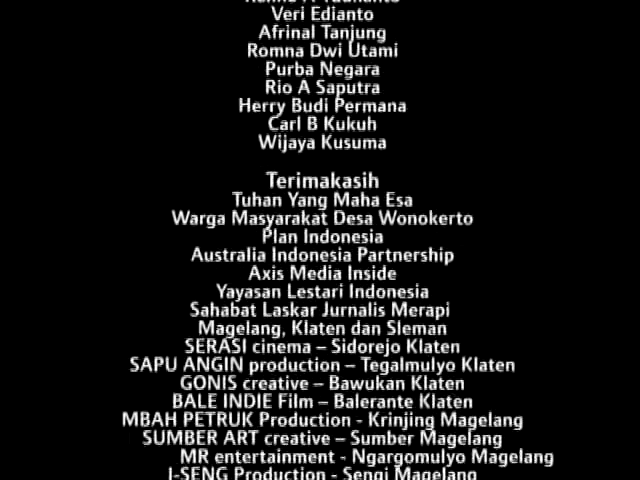 Veri Edianto
Afrinal Tanjung
Romna Dwi Utami
Purba Negara
Rio A Saputra
Herry Budi Permana
Carl B Kukuh
Wijaya Kusuma
Terimakasih
Tuhan Yang Maha Esa
Warga Masyarakat Desa Wonokerto
Plan Indonesia
Australia Indonesia Partnership
Axis Media Inside
Yayasan Lestari Indonesia
Sahabat Laskar Jurnalis Merapi
Magelang, Klaten dan Sleman
SERASI cinema – Sidorejo Klaten
SAPU ANGIN production – Tegalmulyo Klaten
GONIS creative – Bawukan Klaten
BALE INDIE Film – Balerante Klaten
MBAH PETRUK Production - Krinjing Magelang
SUMBER ART creative – Sumber Magelang
MR entertainment - Ngargomulyo Magelang
I-SENG Production - Sengi Magelang